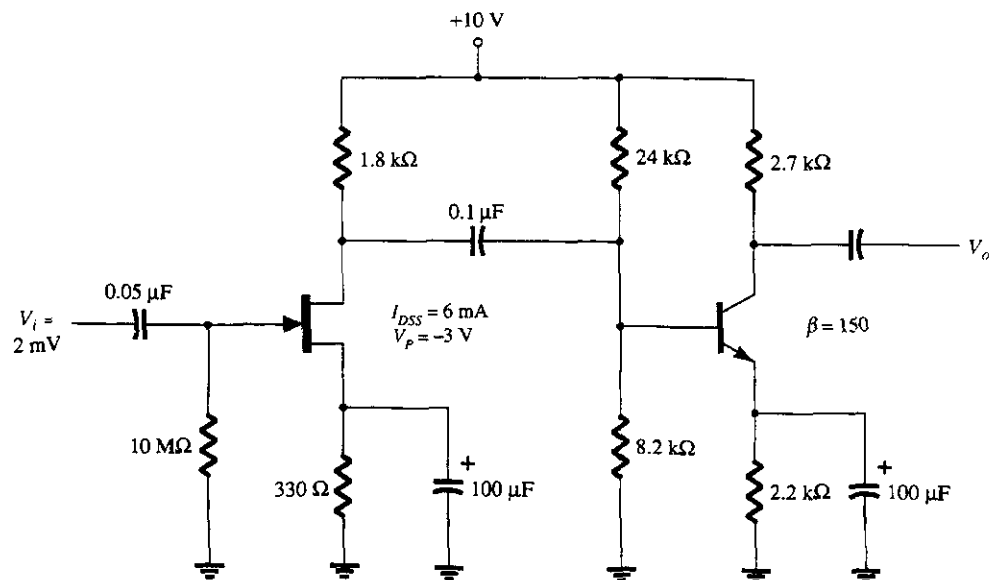 +10 V
1.8 kΩ
24 kΩ
2.7 kΩ
0.1 µF
V_o
0.05 µF
V_i =
2 mV
I_DSS = 6 mA
V_P = −3 V
β = 150
10 MΩ
330 Ω
+
100 µF
8.2 kΩ
2.2 kΩ
+
100 µF